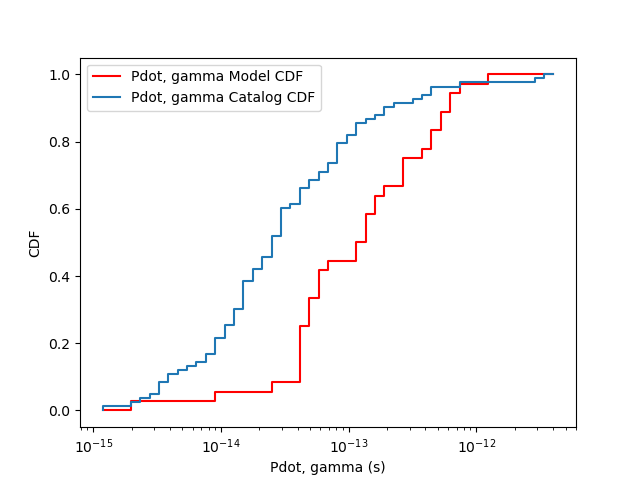 Pdot, gamma Model CDF
Pdot, gamma Catalog CDF
1.0
0.8
0.6
0.4
0.2
0.0
CDF
10⁻¹⁵ 10⁻¹⁴ 10⁻¹³ 10⁻¹²
Pdot, gamma (s)